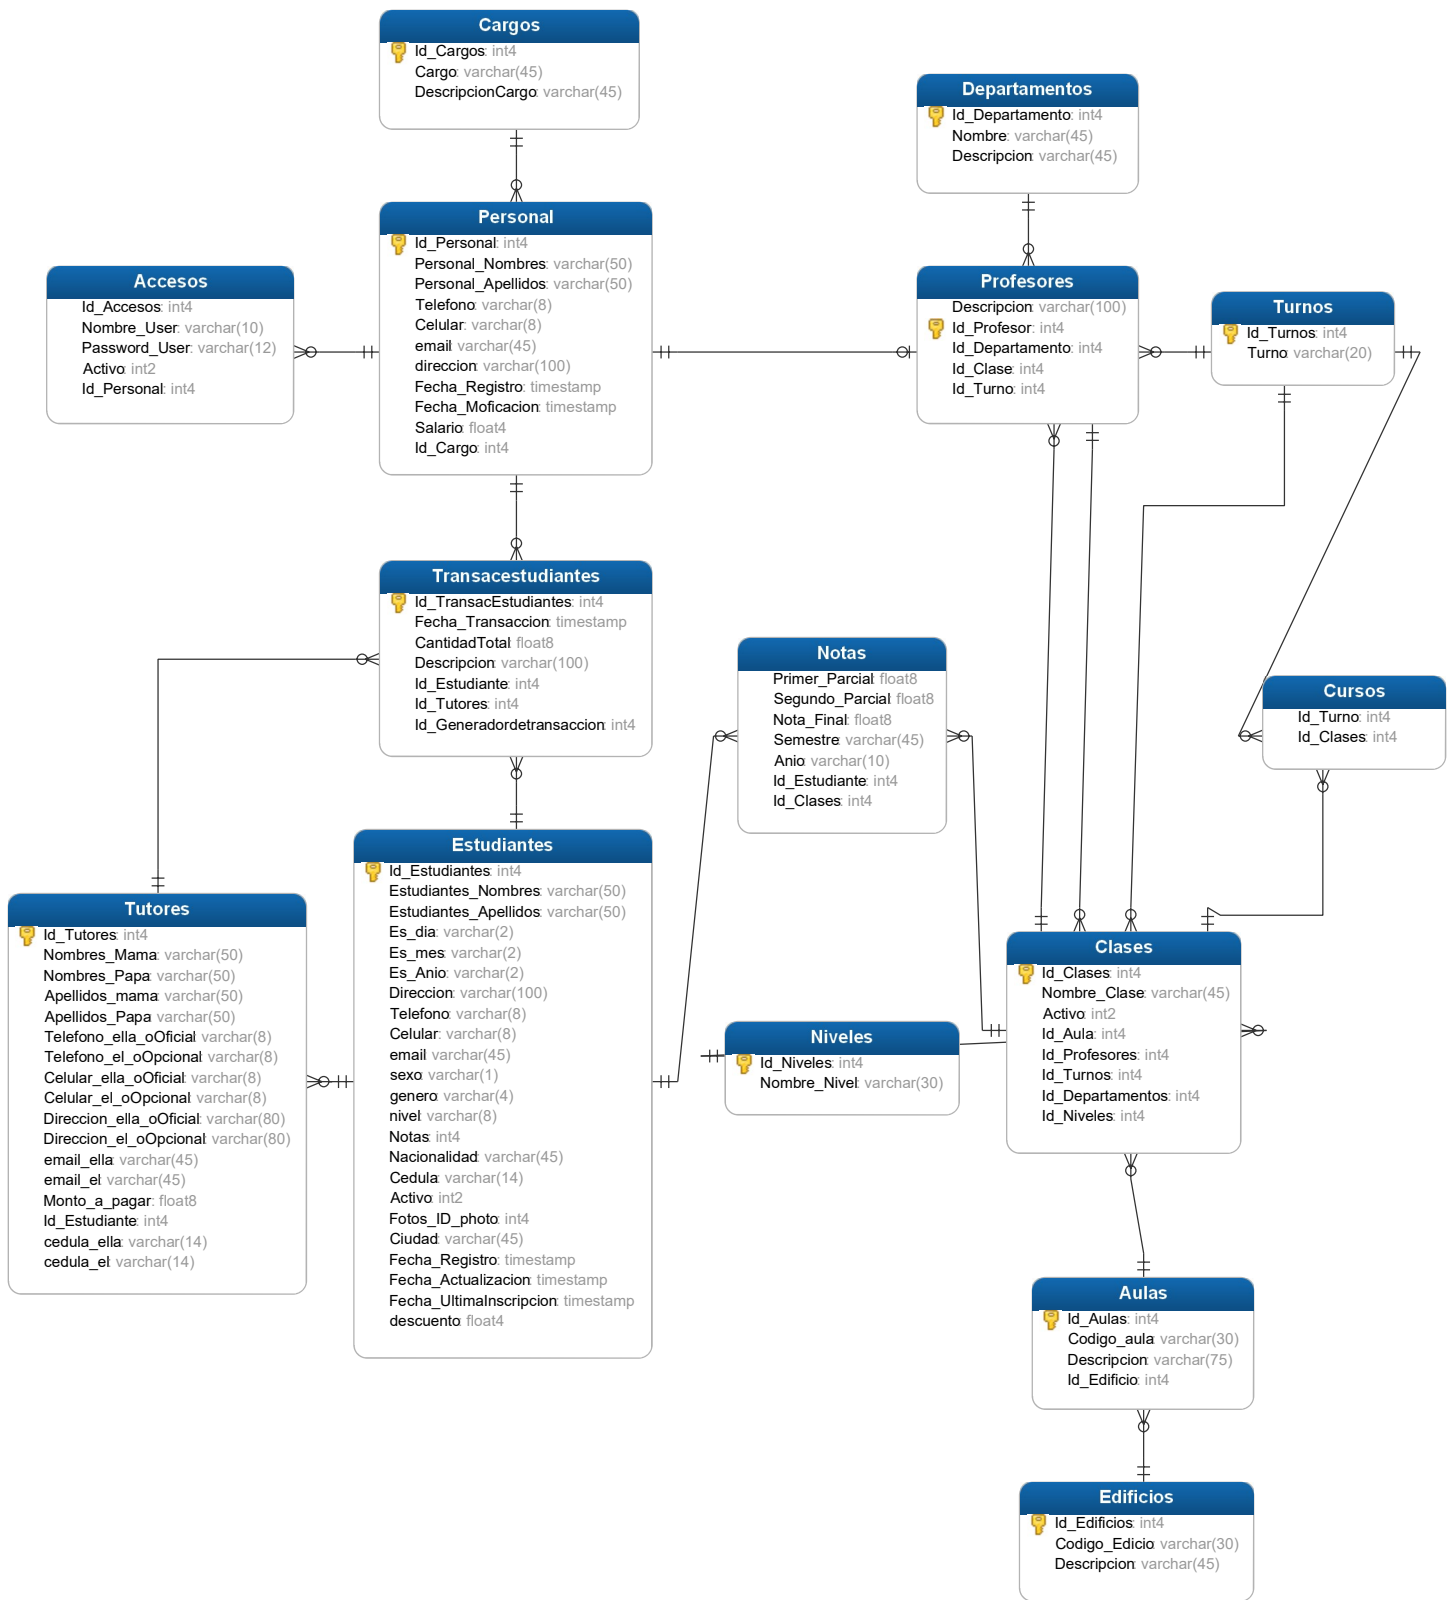 Cargos
Id_Cargos: int4
Cargo: varchar(45)
DescripcionCargo: varchar(45)
Departamentos
Id_Departamento: int4
Nombre: varchar(45)
Descripcion: varchar(45)
Personal
Id_Personal: int4
Personal_Nombres: varchar(50)
Personal_Apellidos: varchar(50)
Telefono: varchar(8)
Celular: varchar(8)
email: varchar(45)
direccion: varchar(100)
Fecha_Registro: timestamp
Fecha_Moficacion: timestamp
Salario: float4
Id_Cargo: int4
Accesos
Id_Accesos: int4
Nombre_User: varchar(10)
Password_User: varchar(12)
Activo: int2
Id_Personal: int4
Profesores
Descripcion: varchar(100)
Id_Profesor: int4
Id_Departamento: int4
Id_Clase: int4
Id_Turno: int4
Turnos
Id_Turnos: int4
Turno: varchar(20)
Transacestudiantes
Id_TransacEstudiantes: int4
Fecha_Transaccion: timestamp
CantidadTotal: float8
Descripcion: varchar(100)
Id_Estudiante: int4
Id_Tutores: int4
Id_Generadordetransaccion: int4
Notas
Primer_Parcial: float8
Segundo_Parcial: float8
Nota_Final: float8
Semestre: varchar(45)
Anio: varchar(10)
Id_Estudiante: int4
Id_Clases: int4
Cursos
Id_Turno: int4
Id_Clases: int4
Estudiantes
Id_Estudiantes: int4
Estudiantes_Nombres: varchar(50)
Estudiantes_Apellidos: varchar(50)
Es_dia: varchar(2)
Es_mes: varchar(2)
Es_Anio: varchar(2)
Direccion: varchar(100)
Telefono: varchar(8)
Celular: varchar(8)
email: varchar(45)
sexo: varchar(1)
genero: varchar(4)
nivel: varchar(8)
Notas: int4
Nacionalidad: varchar(45)
Cedula: varchar(14)
Activo: int2
Fotos_ID_photo: int4
Ciudad: varchar(45)
Fecha_Registro: timestamp
Fecha_Actualizacion: timestamp
Fecha_UltimaInscripcion: timestamp
descuento: float4
Tutores
Id_Tutores: int4
Nombres_Mama: varchar(50)
Nombres_Papa: varchar(50)
Apellidos_mama: varchar(50)
Apellidos_Papa: varchar(50)
Telefono_ella_oOficial: varchar(8)
Telefono_el_oOpcional: varchar(8)
Celular_ella_oOficial: varchar(8)
Celular_el_oOpcional: varchar(8)
Direccion_ella_oOficial: varchar(80)
Direccion_el_oOpcional: varchar(80)
email_ella: varchar(45)
email_el: varchar(45)
Monto_a_pagar: float8
Id_Estudiante: int4
cedula_ella: varchar(14)
cedula_el: varchar(14)
Clases
Id_Clases: int4
Nombre_Clase: varchar(45)
Activo: int2
Id_Aula: int4
Id_Profesores: int4
Id_Turnos: int4
Id_Departamentos: int4
Id_Niveles: int4
Niveles
Id_Niveles: int4
Nombre_Nivel: varchar(30)
Aulas
Id_Aulas: int4
Codigo_aula: varchar(30)
Descripcion: varchar(75)
Id_Edificio: int4
Edificios
Id_Edificios: int4
Codigo_Edicio: varchar(30)
Descripcion: varchar(45)